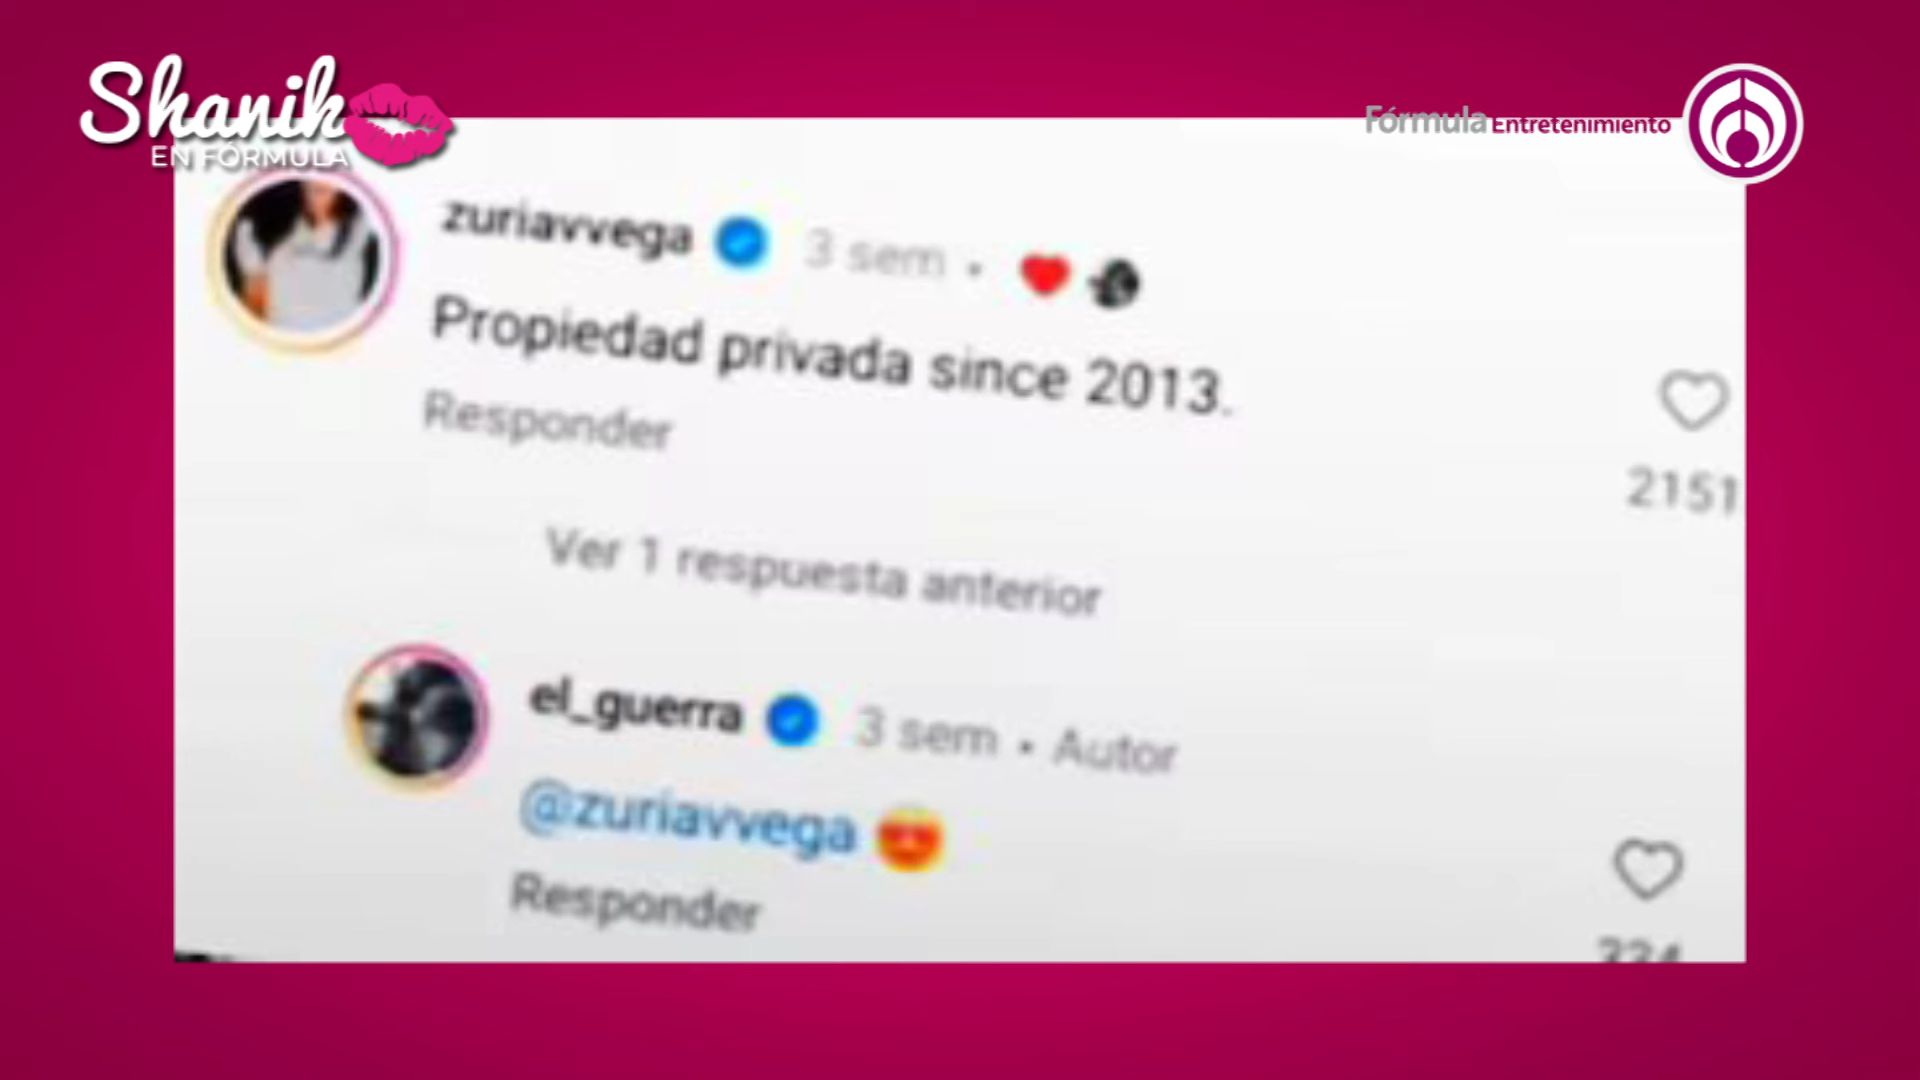 Shanik
EN FÓRMULA
Fórmula Entretenimiento
zuriavvega 3 sem •
Propiedad privada since 2013.
Responder
2151
Ver 1 respuesta anterior
el_guerra 3 sem • Autor
@zuriavvega 😍
Responder
334